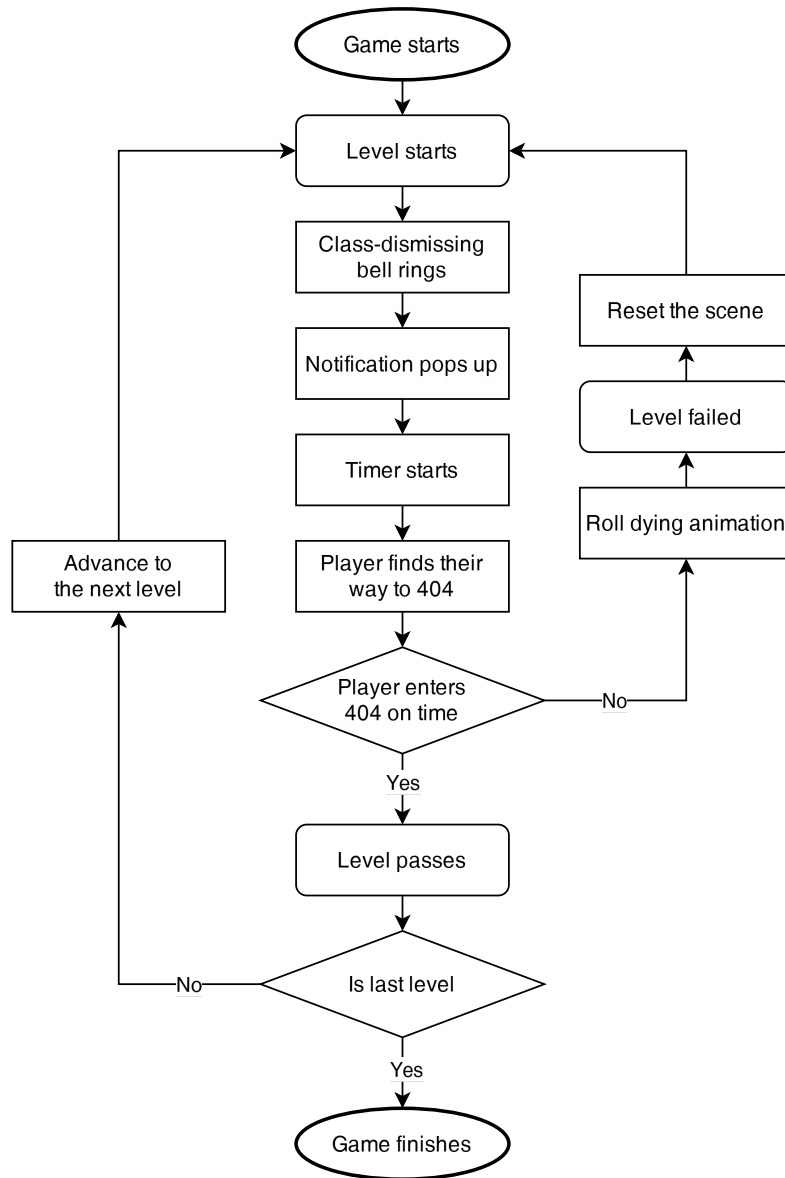 Game starts
Level starts
Class-dismissing
bell rings
Reset the scene
Notification pops up
Level failed
Timer starts
Roll dying animation
Advance to
the next level
Player finds their
way to 404
Player enters
404 on time
No
Yes
Level passes
Is last level
No
Yes
Game finishes